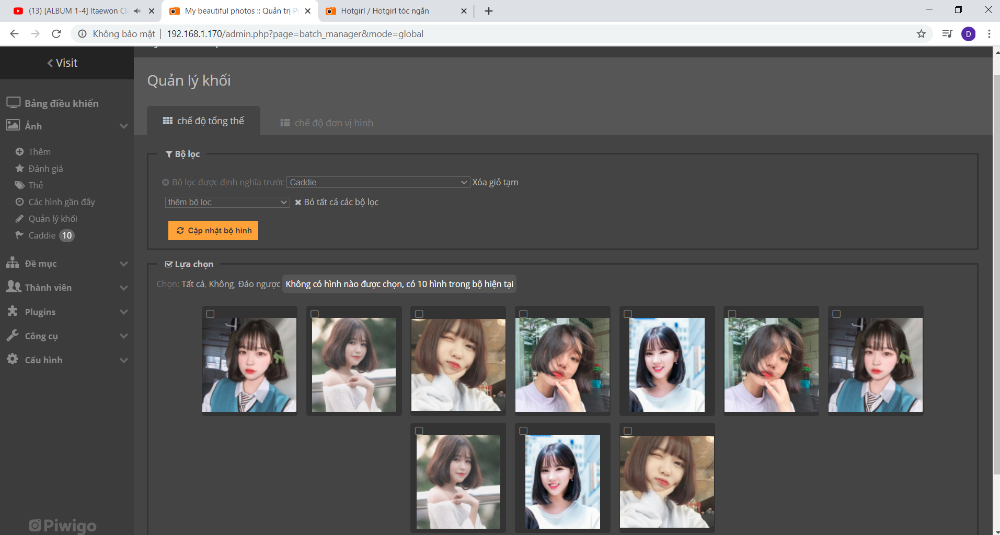 (13) [ALBUM 1-4] Itaewon Cl
My beautiful photos :: Quản trị Pi
Hotgirl / Hotgirl tóc ngắn
Không bảo mật
192.168.1.170/admin.php?page=batch_manager&mode=global
D
Visit
Quản lý khối
Bảng điều khiển
Ảnh
chế độ tổng thể
chế độ đơn vị hình
Thêm
Đánh giá
Thẻ
Các hình gần đây
Quản lý khối
Caddie 10
Đề mục
Thành viên
Plugins
Công cụ
Cấu hình
Piwigo
Bộ lọc
Bộ lọc được định nghĩa trước Caddie Xóa giỏ tạm
thêm bộ lọc Bỏ tất cả các bộ lọc
Cập nhật bộ hình
Lựa chọn
Chọn: Tất cả, Không, Đảo ngược Không có hình nào được chọn, có 10 hình trong bộ hiện tại